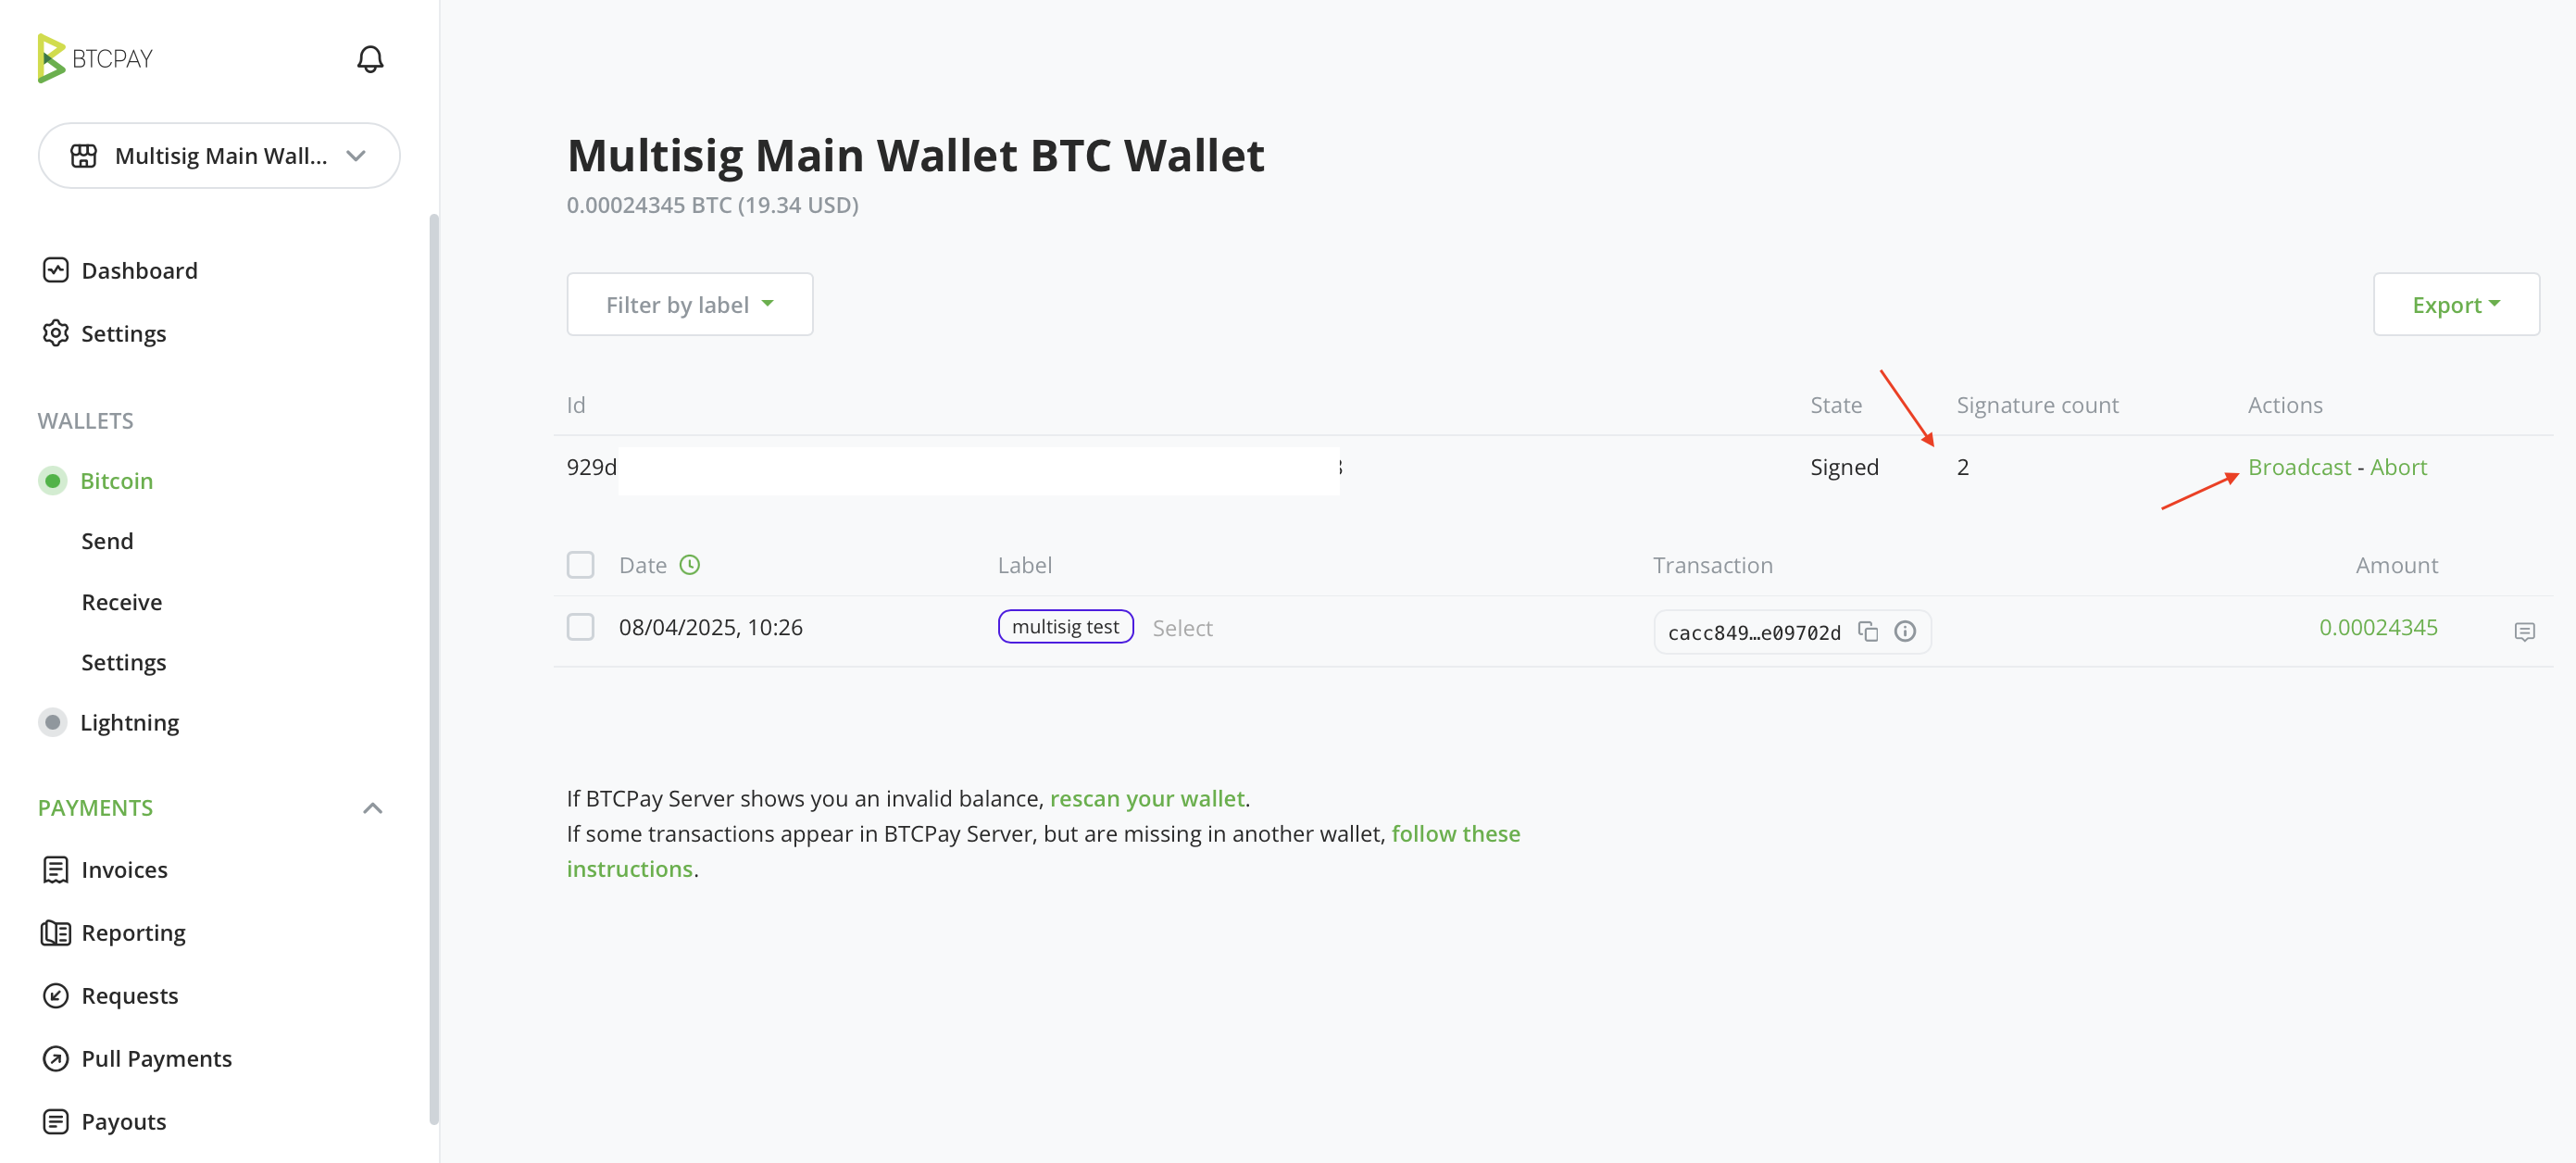 BTCPAY
Multisig Main Wall...
Dashboard
Settings
WALLETS
Bitcoin
Send
Receive
Settings
Lightning
PAYMENTS
Invoices
Reporting
Requests
Pull Payments
Payouts
Multisig Main Wallet BTC Wallet
0.00024345 BTC (19.34 USD)
Filter by label
Export
Id State Signature count Actions
929d Signed 2 Broadcast - Abort
Date Label Transaction Amount
08/04/2025, 10:26 multisig test Select cacc849…e09702d 0.00024345
If BTCPay Server shows you an invalid balance, rescan your wallet.
If some transactions appear in BTCPay Server, but are missing in another wallet, follow these
instructions.